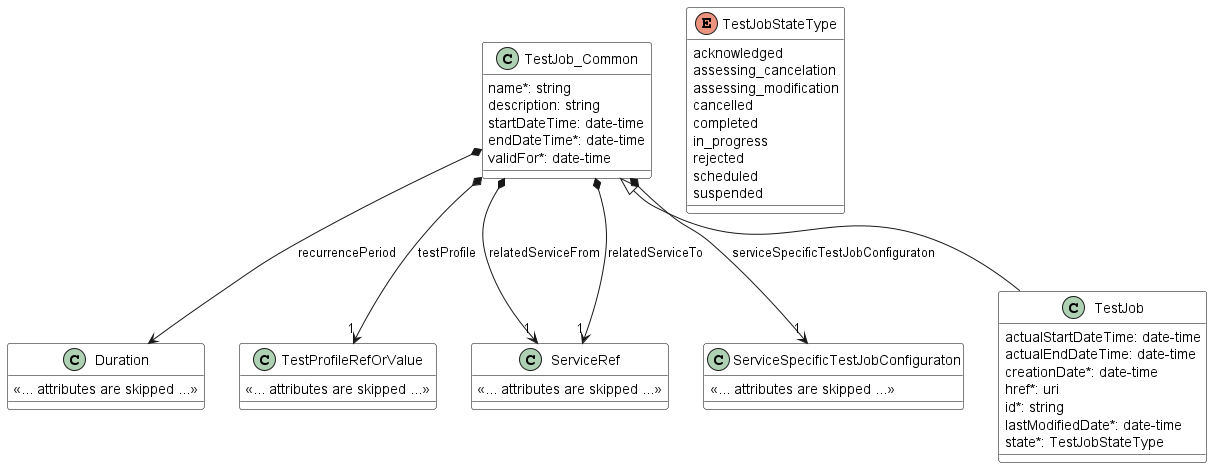 C TestJob_Common
name*: string
description: string
startDateTime: date-time
endDateTime*: date-time
validFor*: date-time
E TestJobStateType
acknowledged
assessing_cancelation
assessing_modification
cancelled
completed
in_progress
rejected
scheduled
suspended
recurrencePeriod
testProfile
relatedServiceFrom
relatedServiceTo
serviceSpecificTestJobConfiguraton
1
1
1
1
C Duration
«... attributes are skipped ...»
C TestProfileRefOrValue
«... attributes are skipped ...»
C ServiceRef
«... attributes are skipped ...»
C ServiceSpecificTestJobConfiguraton
«... attributes are skipped ...»
C TestJob
actualStartDateTime: date-time
actualEndDateTime: date-time
creationDate*: date-time
href*: uri
id*: string
lastModifiedDate*: date-time
state*: TestJobStateType